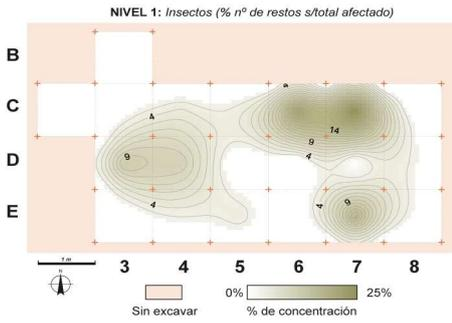 NIVEL 1: Insectos (% nº de restos s/total afectado)
B
C
D
E
4
9
4
9
14
9
4
4
9
1 m
N
3 4 5 6 7 8
Sin excavar
0% 25%
% de concentración